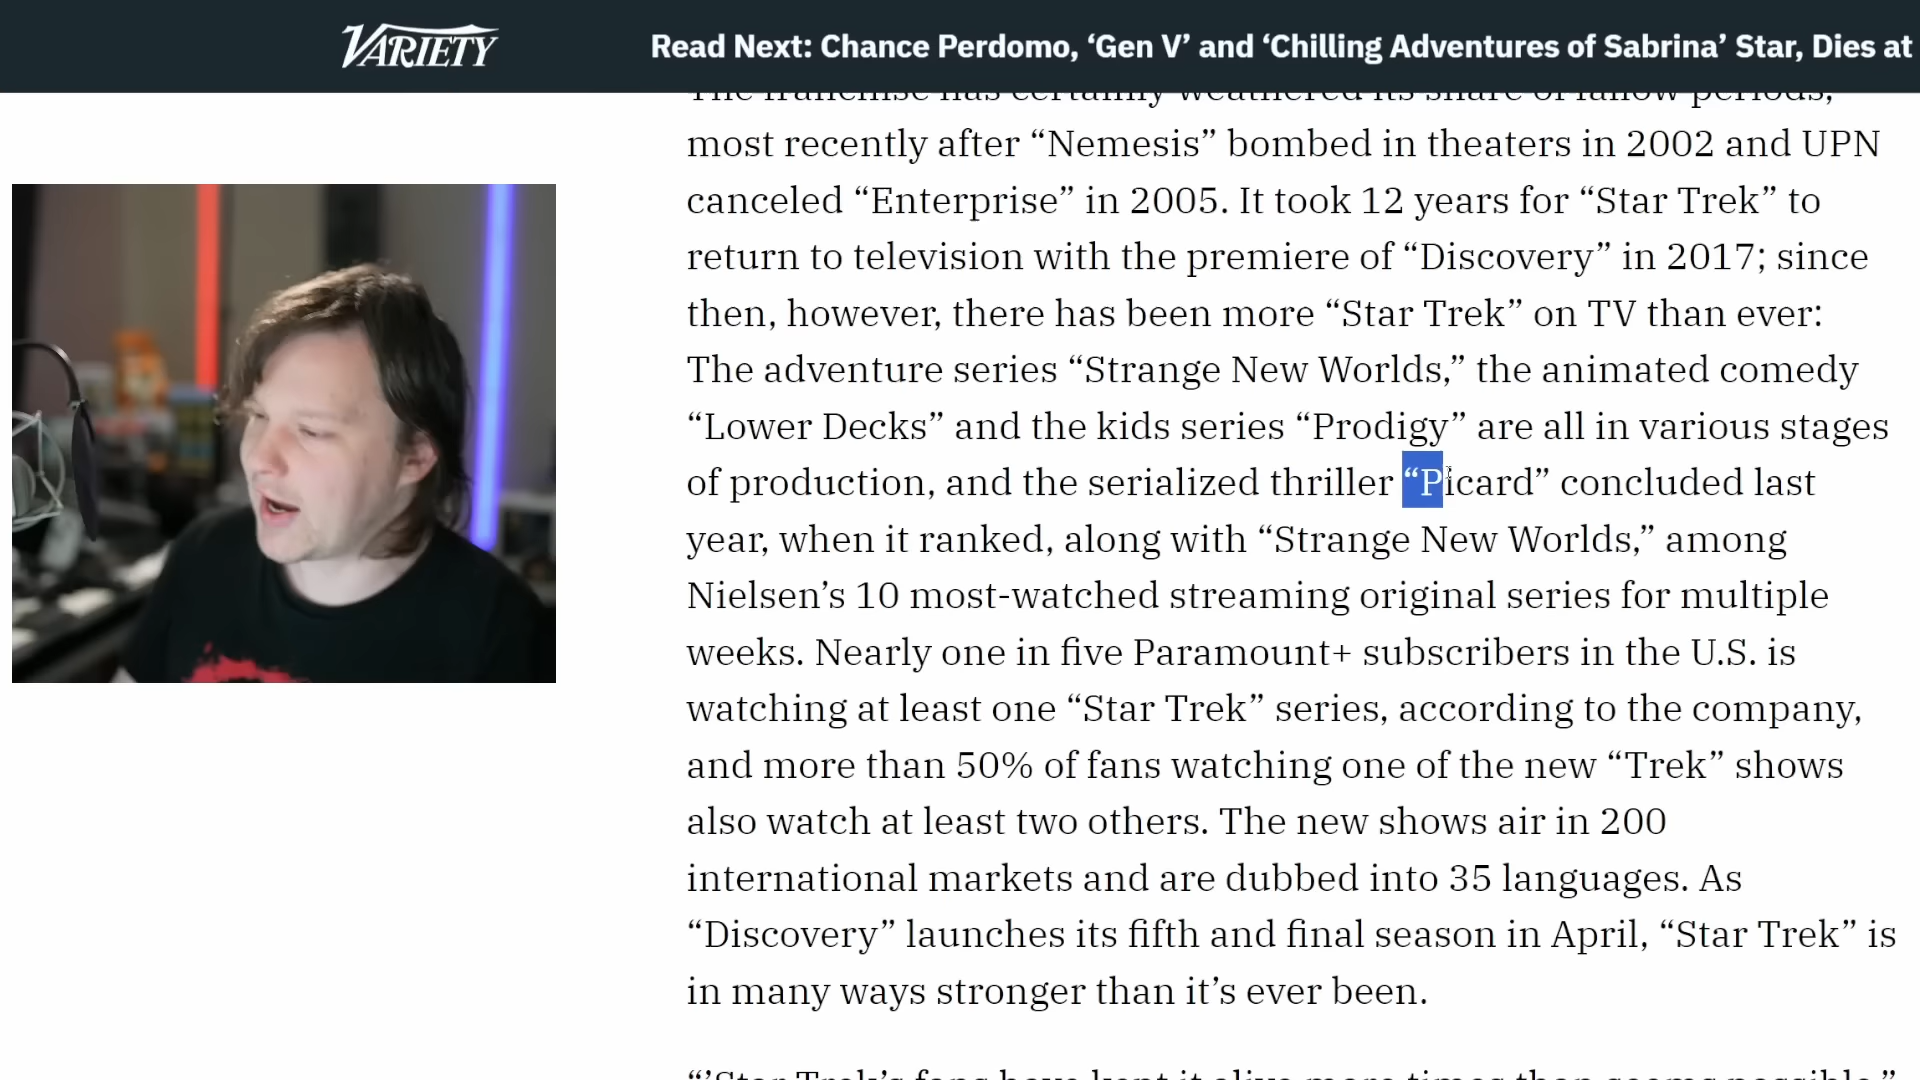 VARIETY
Read Next: Chance Perdomo, ‘Gen V’ and ‘Chilling Adventures of Sabrina’ Star, Dies at
The franchise has certainly weathered its share of fallow periods,
most recently after “Nemesis” bombed in theaters in 2002 and UPN
canceled “Enterprise” in 2005. It took 12 years for “Star Trek” to
return to television with the premiere of “Discovery” in 2017; since
then, however, there has been more “Star Trek” on TV than ever:
The adventure series “Strange New Worlds,” the animated comedy
“Lower Decks” and the kids series “Prodigy” are all in various stages
of production, and the serialized thriller “Picard” concluded last
year, when it ranked, along with “Strange New Worlds,” among
Nielsen’s 10 most-watched streaming original series for multiple
weeks. Nearly one in five Paramount+ subscribers in the U.S. is
watching at least one “Star Trek” series, according to the company,
and more than 50% of fans watching one of the new “Trek” shows
also watch at least two others. The new shows air in 200
international markets and are dubbed into 35 languages. As
“Discovery” launches its fifth and final season in April, “Star Trek” is
in many ways stronger than it’s ever been.
“‘Star Trek’s fans have kept it alive more times than seems possible,”